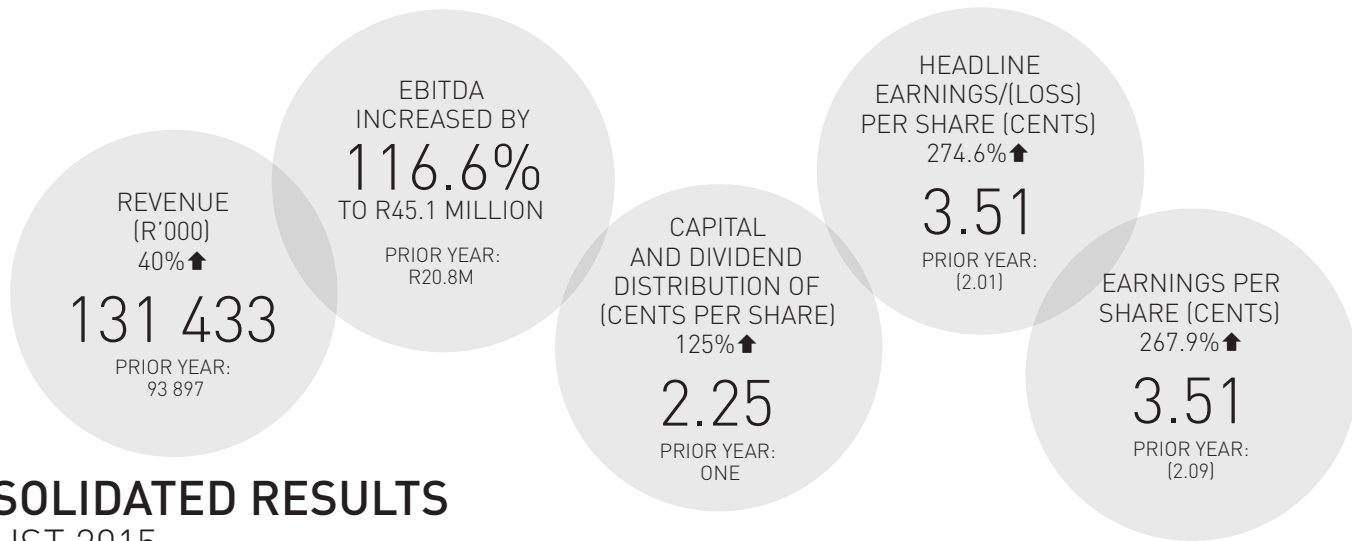 REVENUE
(R'000)
40%
131 433
PRIOR YEAR:
93 897
EBITDA
INCREASED BY
116.6%
TO R45.1 MILLION
PRIOR YEAR:
R20.8M
CAPITAL
AND DIVIDEND
DISTRIBUTION OF
(CENTS PER SHARE)
125%
2.25
PRIOR YEAR:
ONE
HEADLINE
EARNINGS/(LOSS)
PER SHARE (CENTS)
274.6%
3.51
PRIOR YEAR:
(2.01)
EARNINGS PER
SHARE (CENTS)
267.9%
3.51
PRIOR YEAR:
(2.09)
SOLIDATED RESULTS
2015